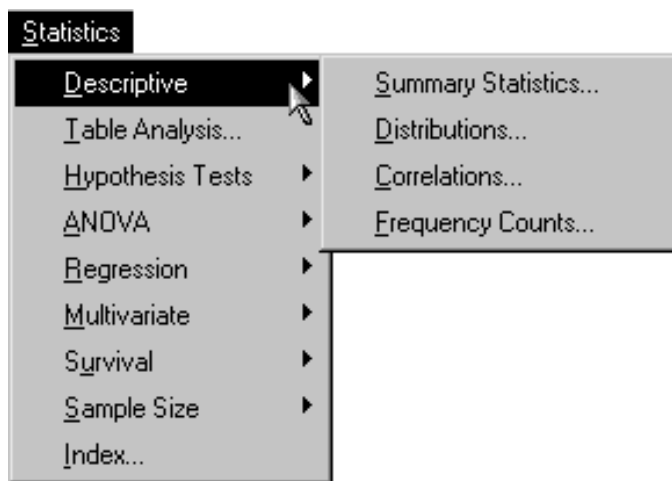 Statistics
Descriptive
Table Analysis...
Hypothesis Tests
ANOVA
Regression
Multivariate
Survival
Sample Size
Index...
Summary Statistics...
Distributions...
Correlations...
Frequency Counts...